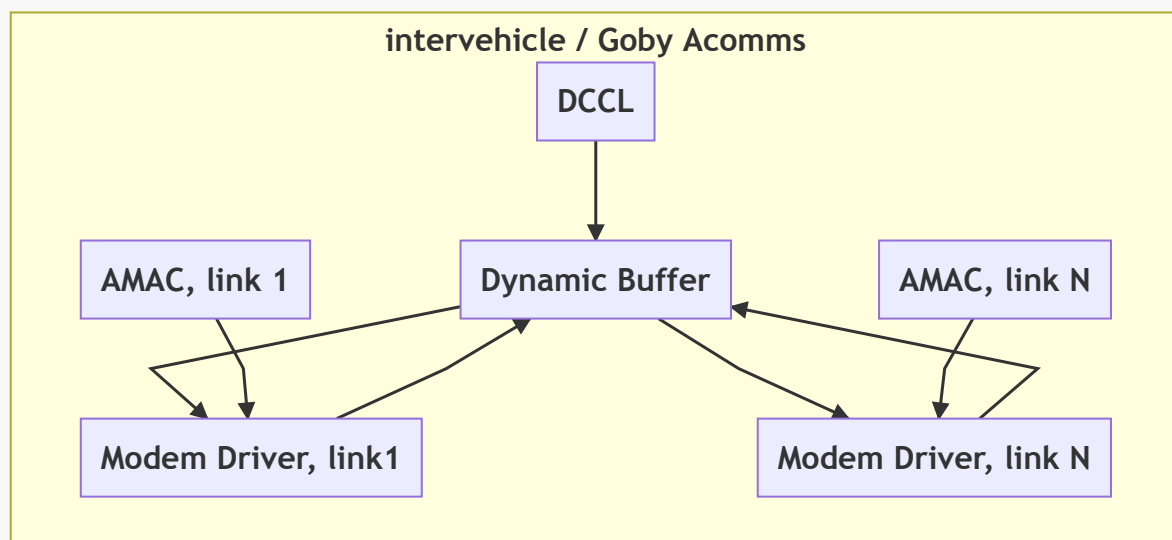 intervehicle / Goby Acomms
DCCL
AMAC, link 1
Dynamic Buffer
AMAC, link N
Modem Driver, link1
Modem Driver, link N